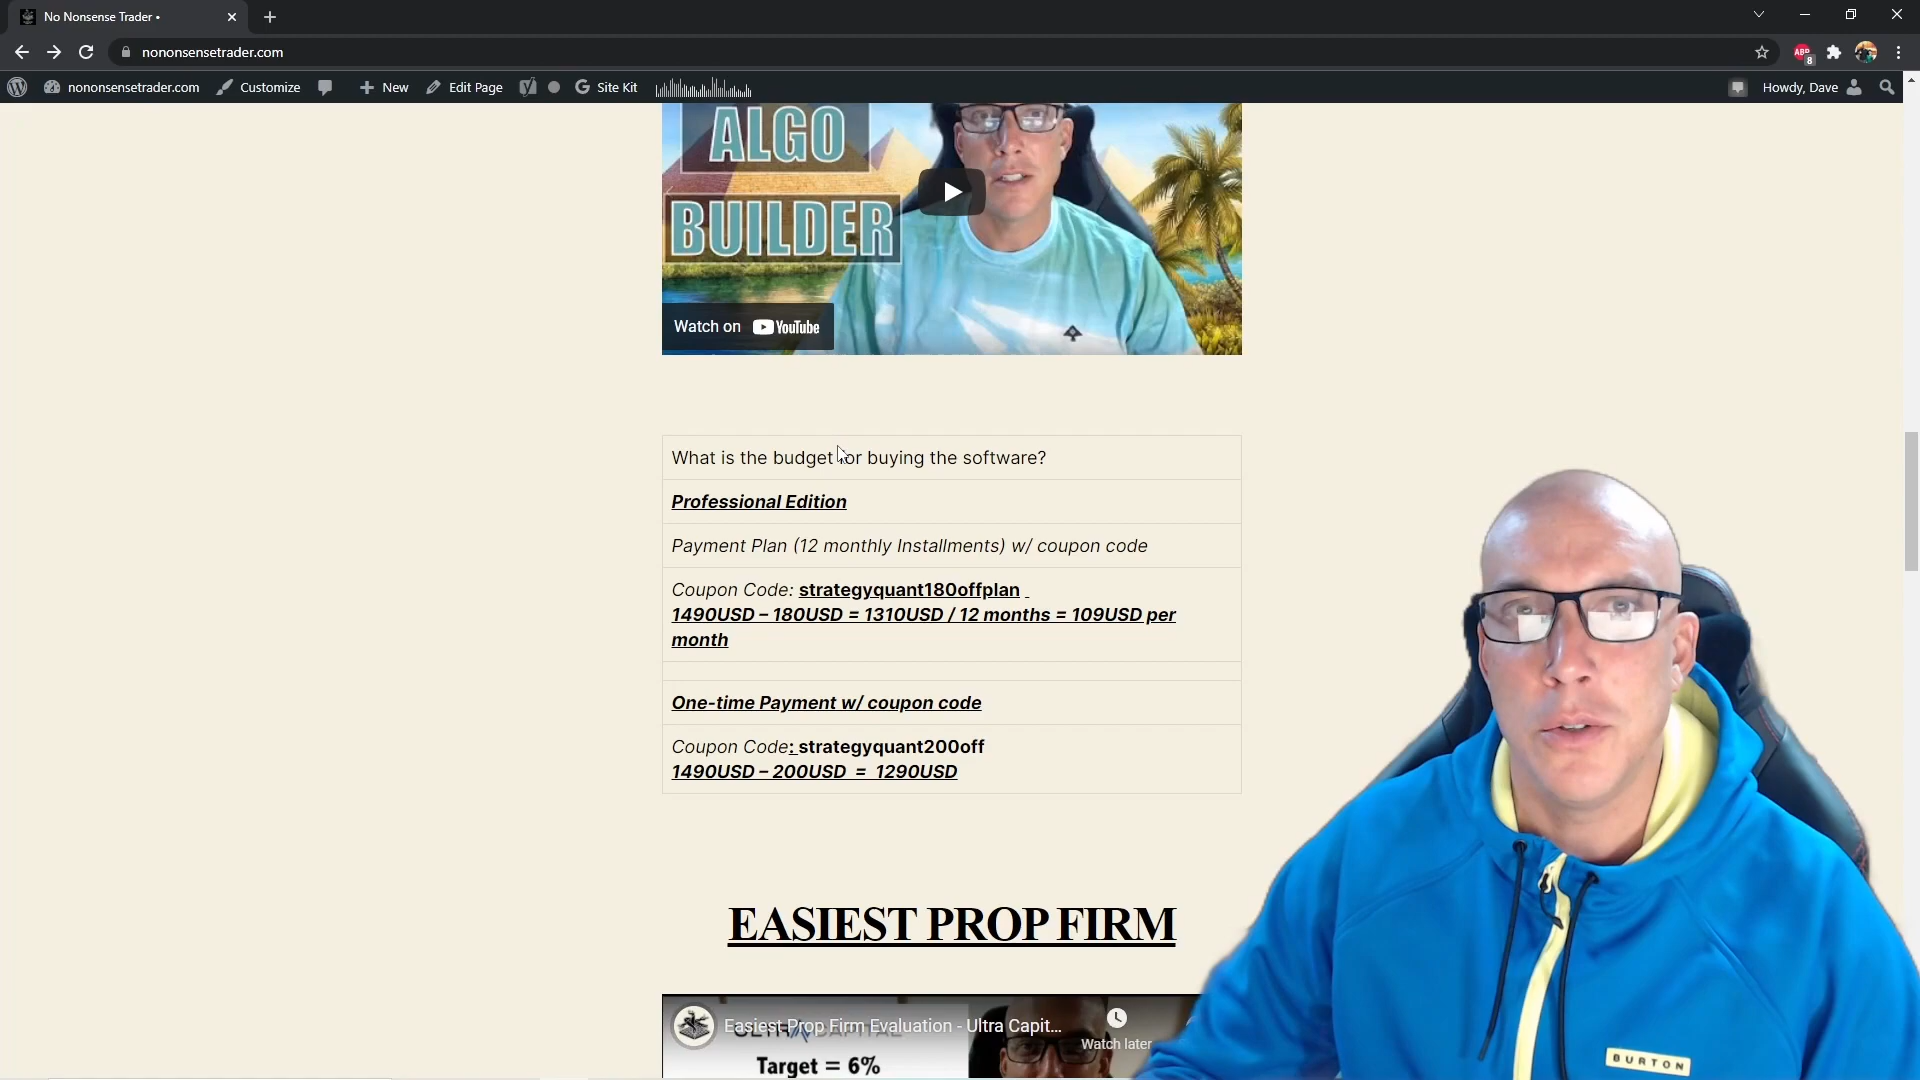 No Nonsense Trader •
nononsensetrader.com
ABP
8
nononsensetrader.com
Customize
New
Edit Page
Site Kit
Howdy, Dave
ALGO
BUILDER
Watch on YouTube
What is the budget for buying the software?
Professional Edition
Payment Plan (12 monthly Installments) w/ coupon code
Coupon Code: strategyquant180offplan
1490USD – 180USD = 1310USD / 12 months = 109USD per
month
One-time Payment w/ coupon code
Coupon Code: strategyquant200off
1490USD – 200USD = 1290USD
EASIEST PROP FIRM
Easiest Prop Firm Evaluation - Ultra Capit...
Watch later
Target = 6%
BURTON